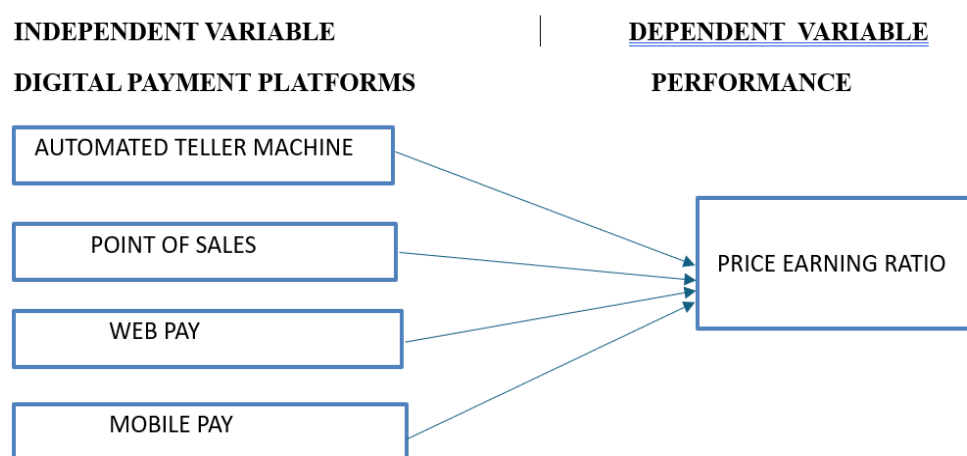 INDEPENDENT VARIABLE
DEPENDENT VARIABLE
DIGITAL PAYMENT PLATFORMS
PERFORMANCE
AUTOMATED TELLER MACHINE
POINT OF SALES
WEB PAY
MOBILE PAY
PRICE EARNING RATIO